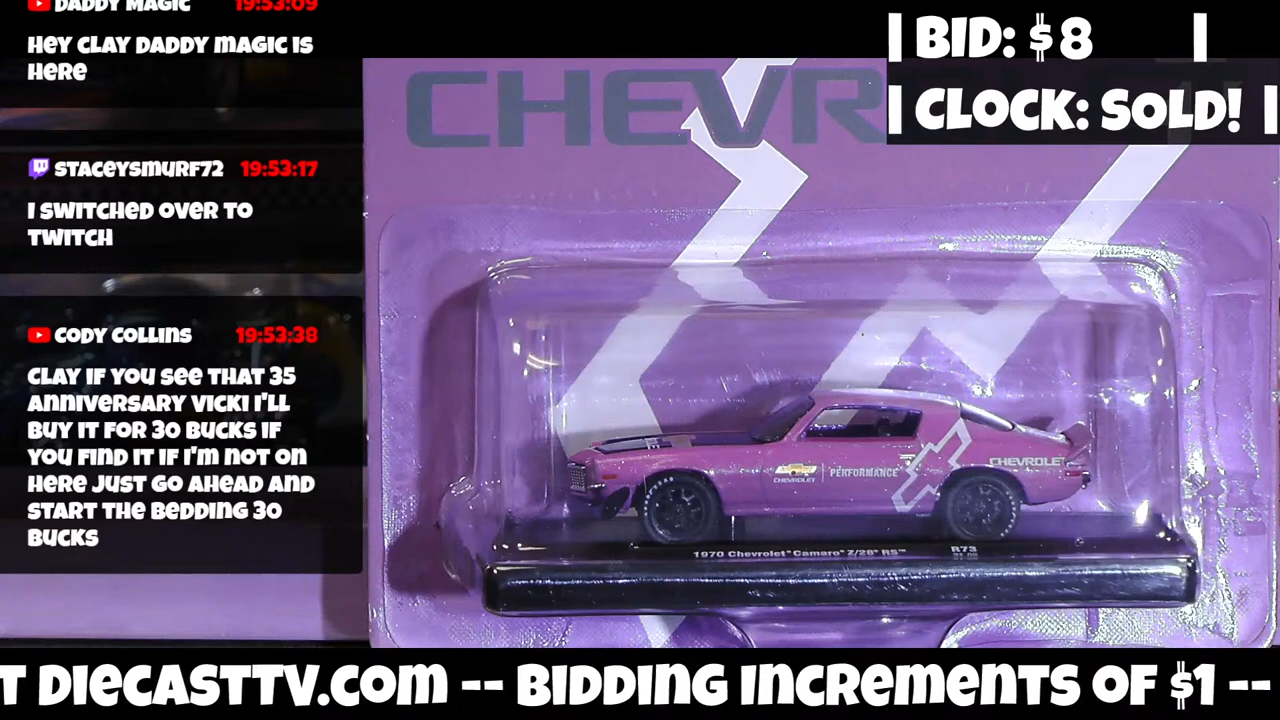 DADDY MAGIC 19:53:09
HEY CLAY DADDY MAGIC IS
HERE
STACEYSMURF72 19:53:17
I SWITCHED OVER TO
TWITCH
CODY COLLINS 19:53:38
CLAY IF YOU SEE THAT 35
ANNIVERSARY VICKI I'LL
BUY IT FOR 30 BUCKS IF
YOU FIND IT IF I'M NOT ON
HERE JUST GO AHEAD AND
START THE BEDDING 30
BUCKS
| BID: $8 |
| CLOCK: SOLD! |
CHEVR
CHEVROLET
PERFORMANCE
CHEVROLET
1970 Chevrolet Camaro Z/28 RS™ R73
T DIECASTTV.COM -- BIDDING INCREMENTS OF $1 --